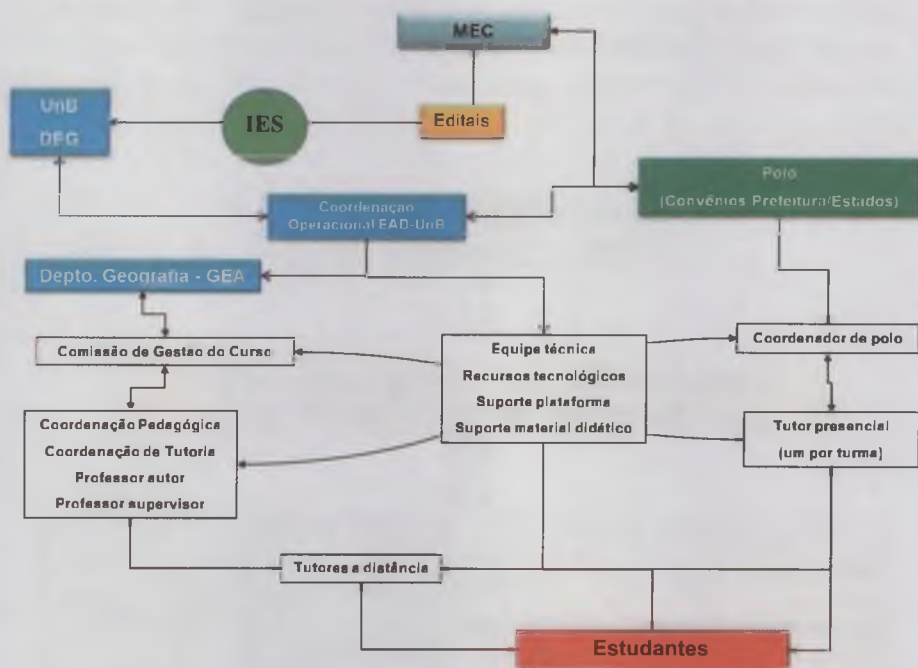 MEC
UnB
DEG
IES
Editais
Polo
(Convênios Prefeitura/Estados)
Coordenação
Operacional EAD-UnB
Depto. Geografia - GEA
Comissão de Gestao do Curso
Equipe técnica
Recursos tecnológicos
Suporte plataforma
Suporte material didático
Coordenador de polo
Coordenação Pedagógica
Coordenação de Tutoria
Professor autor
Professor supervisor
Tutor presencial
(um por turma)
Tutores a distância
Estudantes